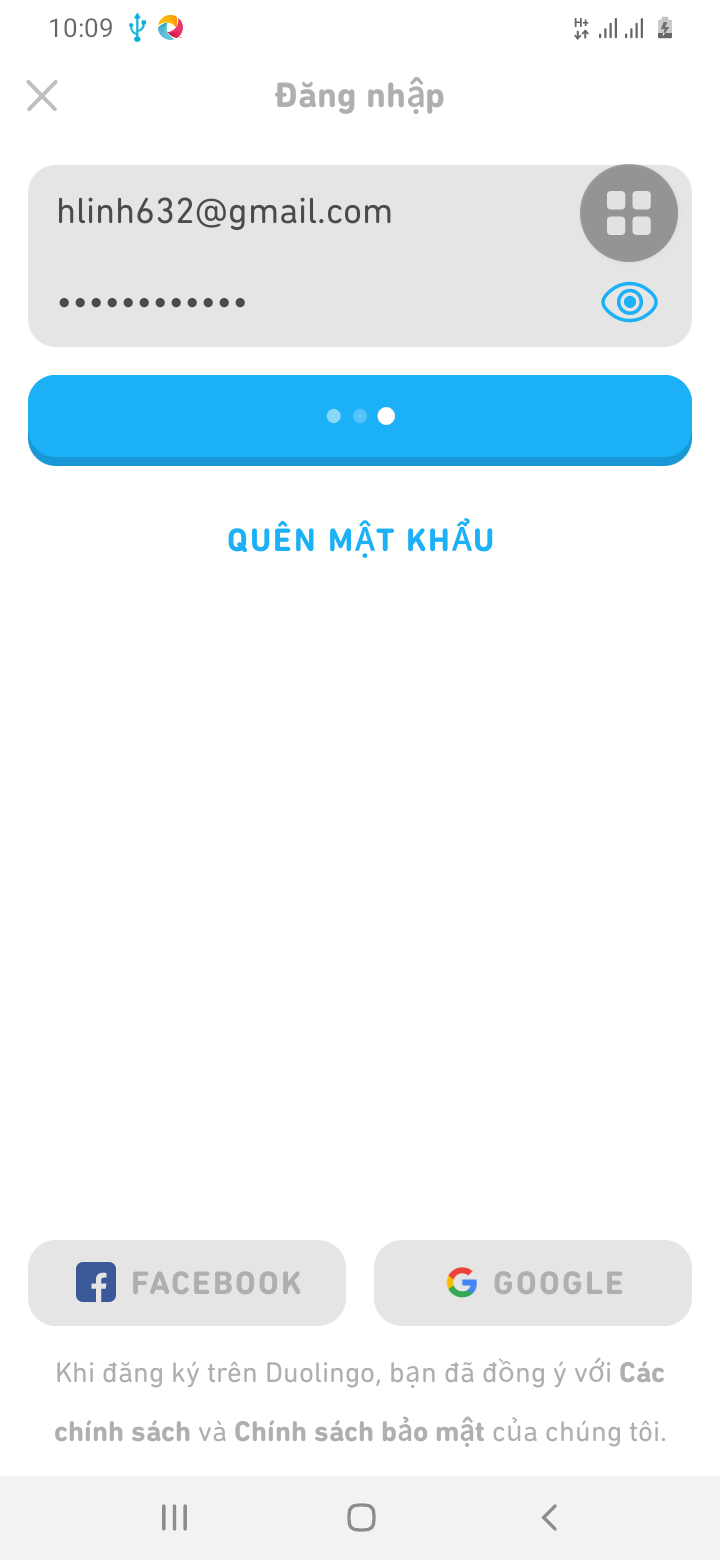 10:09
H+
Đăng nhập
hlinh632@gmail.com
••••••••••••
QUÊN MẬT KHẨU
FACEBOOK
GOOGLE
Khi đăng ký trên Duolingo, bạn đã đồng ý với Các
chính sách và Chính sách bảo mật của chúng tôi.